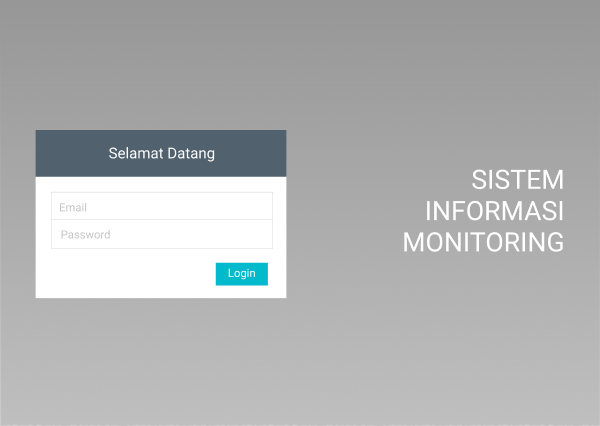 Selamat Datang
Email
Password
Login
SISTEM
INFORMASI
MONITORING